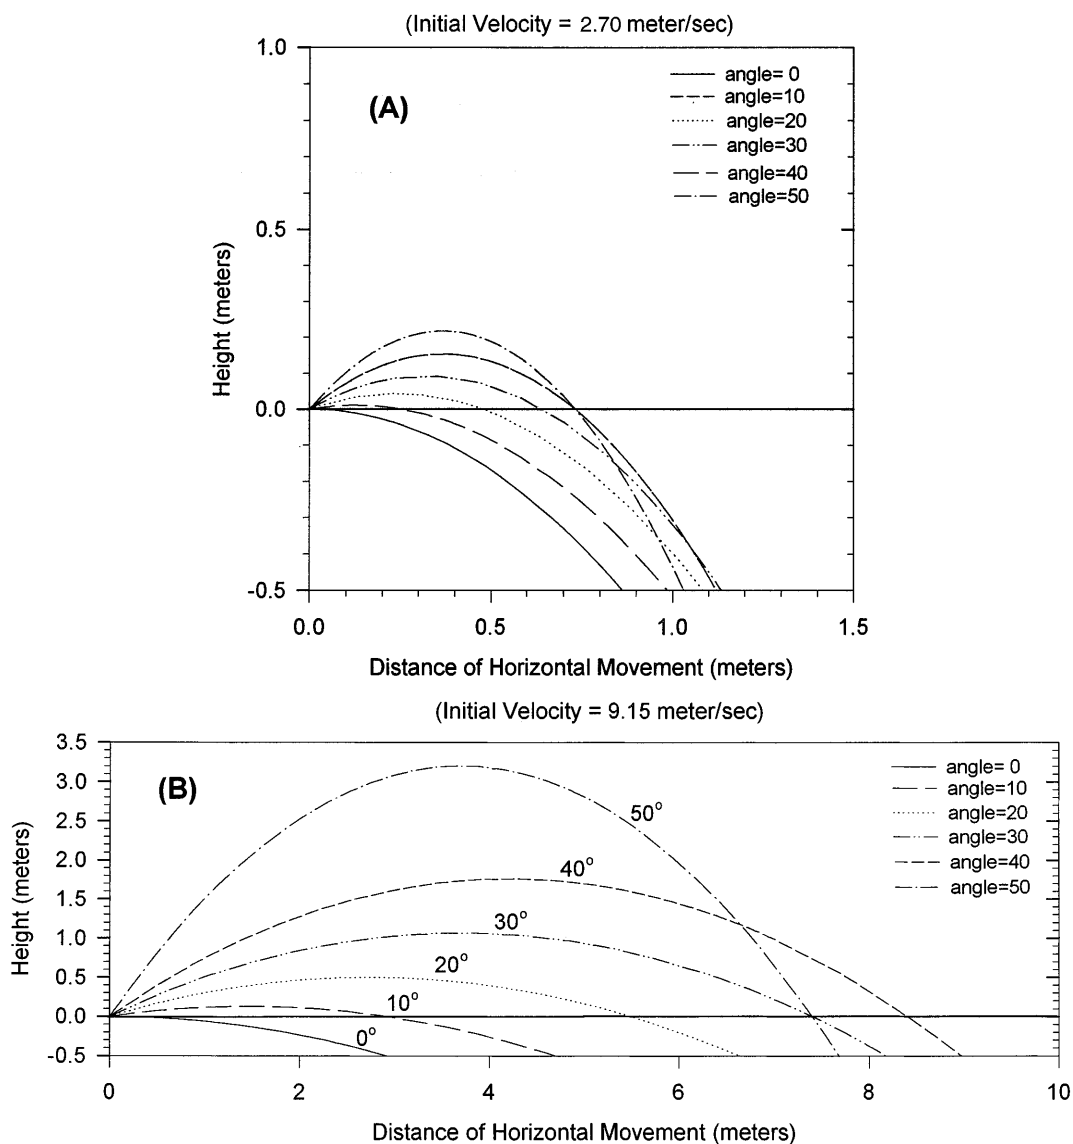 (Initial Velocity = 2.70 meter/sec)
1.0
(A)
angle= 0
angle=10
angle=20
angle=30
angle=40
angle=50
0.5
0.0
-0.5
Height (meters)
0.0 0.5 1.0 1.5
Distance of Horizontal Movement (meters)
(Initial Velocity = 9.15 meter/sec)
3.5
3.0
2.5
2.0
1.5
1.0
0.5
0.0
-0.5
Height (meters)
(B)
angle= 0
angle=10
angle=20
angle=30
angle=40
angle=50
50°
40°
30°
20°
10°
0°
0 2 4 6 8 10
Distance of Horizontal Movement (meters)